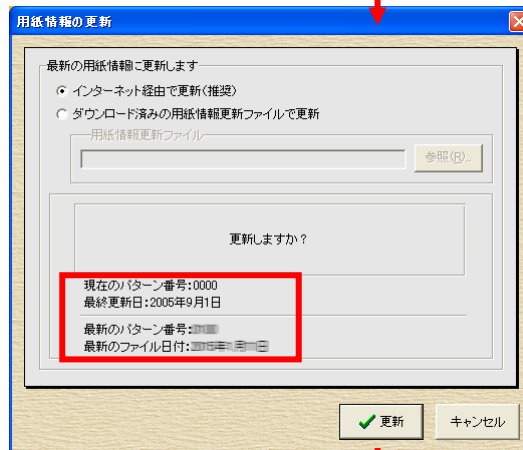 用紙情報の更新
最新の用紙情報に更新します
インターネット経由で更新(推奨)
ダウンロード済みの用紙情報更新ファイルで更新
用紙情報更新ファイル
参照(R)...
更新しますか?
現在のパターン番号:0000
最終更新日:2005年9月1日
最新のパターン番号:
最新のファイル日付:
更新
キャンセル